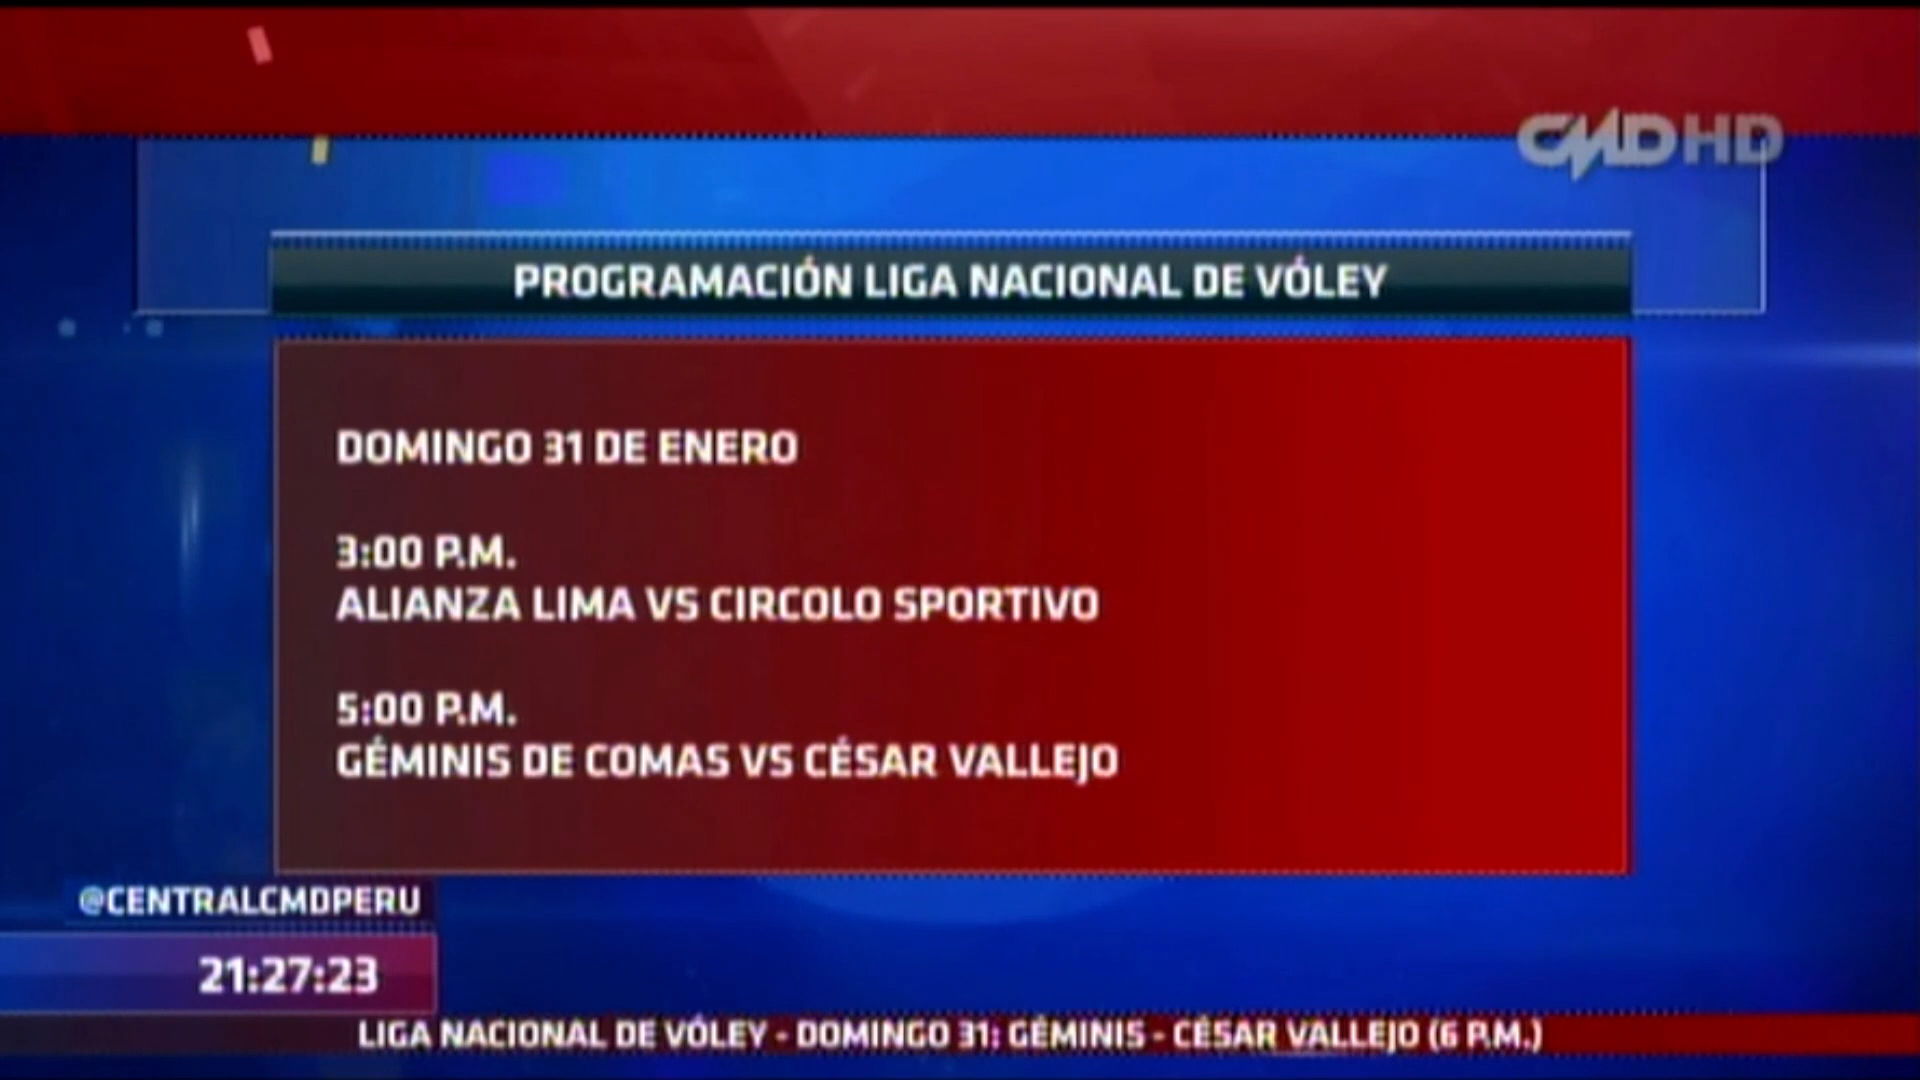 CMD HD
PROGRAMACIÓN LIGA NACIONAL DE VÓLEY
DOMINGO 31 DE ENERO
3:00 P.M.
ALIANZA LIMA VS CIRCOLO SPORTIVO
5:00 P.M.
GÉMINIS DE COMAS VS CÉSAR VALLEJO
@CENTRALCMDPERU
21:27:23
LIGA NACIONAL DE VÓLEY - DOMINGO 31: GÉMINIS - CÉSAR VALLEJO (6 P.M.)